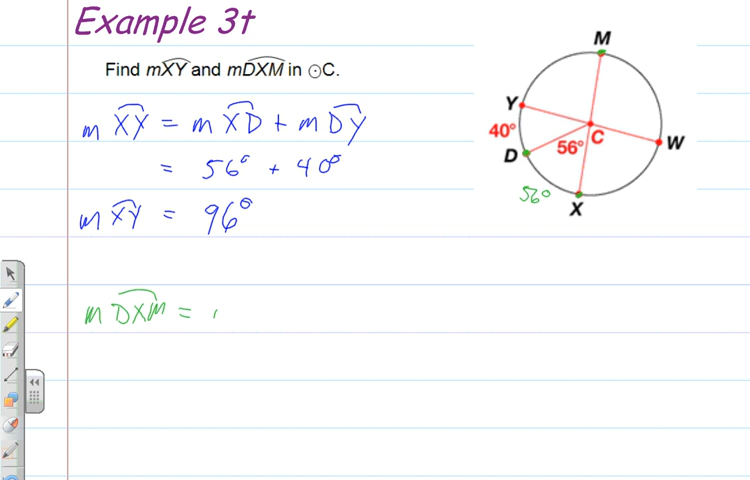 Example 3t
Find mXY and mDXM in ⊙C.
m XY = m XD + m DY
= 56° + 40°
m XY = 96°
m DXM =
M
Y
40°
C
W
D
56°
56°
X